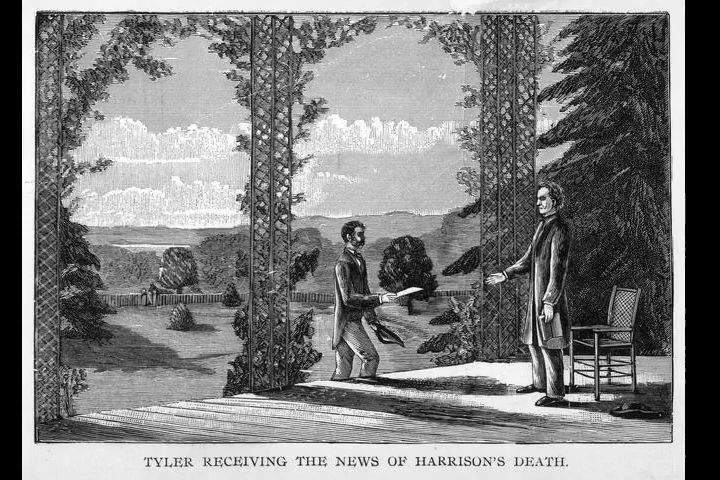 TYLER RECEIVING THE NEWS OF HARRISON'S DEATH.